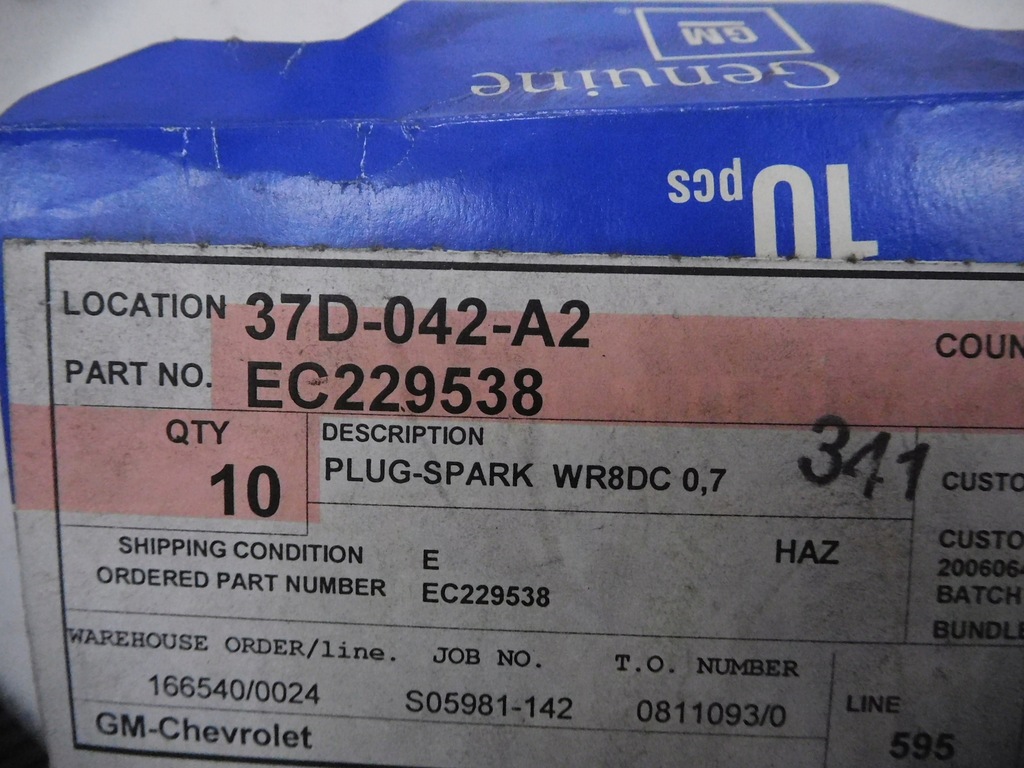 GM
Genuine
10 pcs
LOCATION 37D-042-A2
COUN
PART NO. EC229538
QTY
10
DESCRIPTION
PLUG-SPARK WR8DC 0,7
341
CUSTO
SHIPPING CONDITION E
HAZ
CUSTO
ORDERED PART NUMBER EC229538
200606
BATCH
BUNDLE
WAREHOUSE ORDER/line. JOB NO. T.O. NUMBER
166540/0024 S05981-142 0811093/0
LINE
595
GM-Chevrolet